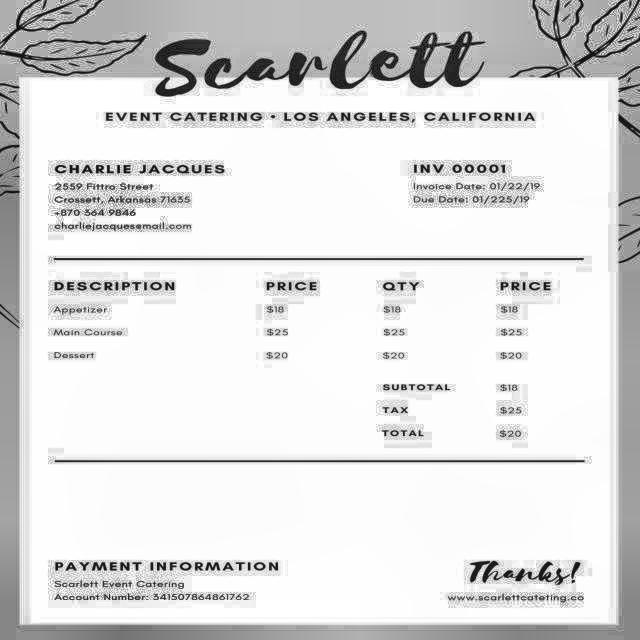 Scarlett
EVENT CATERING • LOS ANGELES, CALIFORNIA
CHARLIE JACQUES
2559 Fittro Street
Crossett, Arkansas 71635
+870 364 9846
charliejacques@mail.com
INV 00001
Invoice Date: 01/22/19
Due Date: 01/225/19
DESCRIPTION PRICE QTY PRICE
Appetizer $18 $18 $18
Main Course $25 $25 $25
Dessert $20 $20 $20
SUBTOTAL $18
TAX $25
TOTAL $20
PAYMENT INFORMATION
Scarlett Event Catering
Account Number: 341507864861762
Thanks!
www.scarlettcateting.co